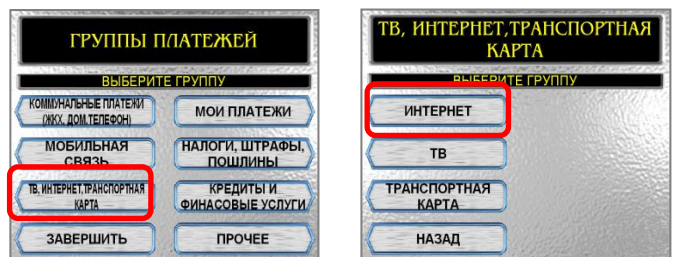 ГРУППЫ ПЛАТЕЖЕЙ
ВЫБЕРИТЕ ГРУППУ
КОММУНАЛЬНЫЕ ПЛАТЕЖИ
(ЖКХ, ДОМ.ТЕЛЕФОН)
МОИ ПЛАТЕЖИ
МОБИЛЬНАЯ
СВЯЗЬ
НАЛОГИ, ШТРАФЫ,
ПОШЛИНЫ
ТВ, ИНТЕРНЕТ,ТРАНСПОРТНАЯ
КАРТА
КРЕДИТЫ И
ФИНАСОВЫЕ УСЛУГИ
ЗАВЕРШИТЬ
ПРОЧЕЕ
ТВ, ИНТЕРНЕТ,ТРАНСПОРТНАЯ
КАРТА
ВЫБЕРИТЕ ГРУППУ
ИНТЕРНЕТ
ТВ
ТРАНСПОРТНАЯ
КАРТА
НАЗАД